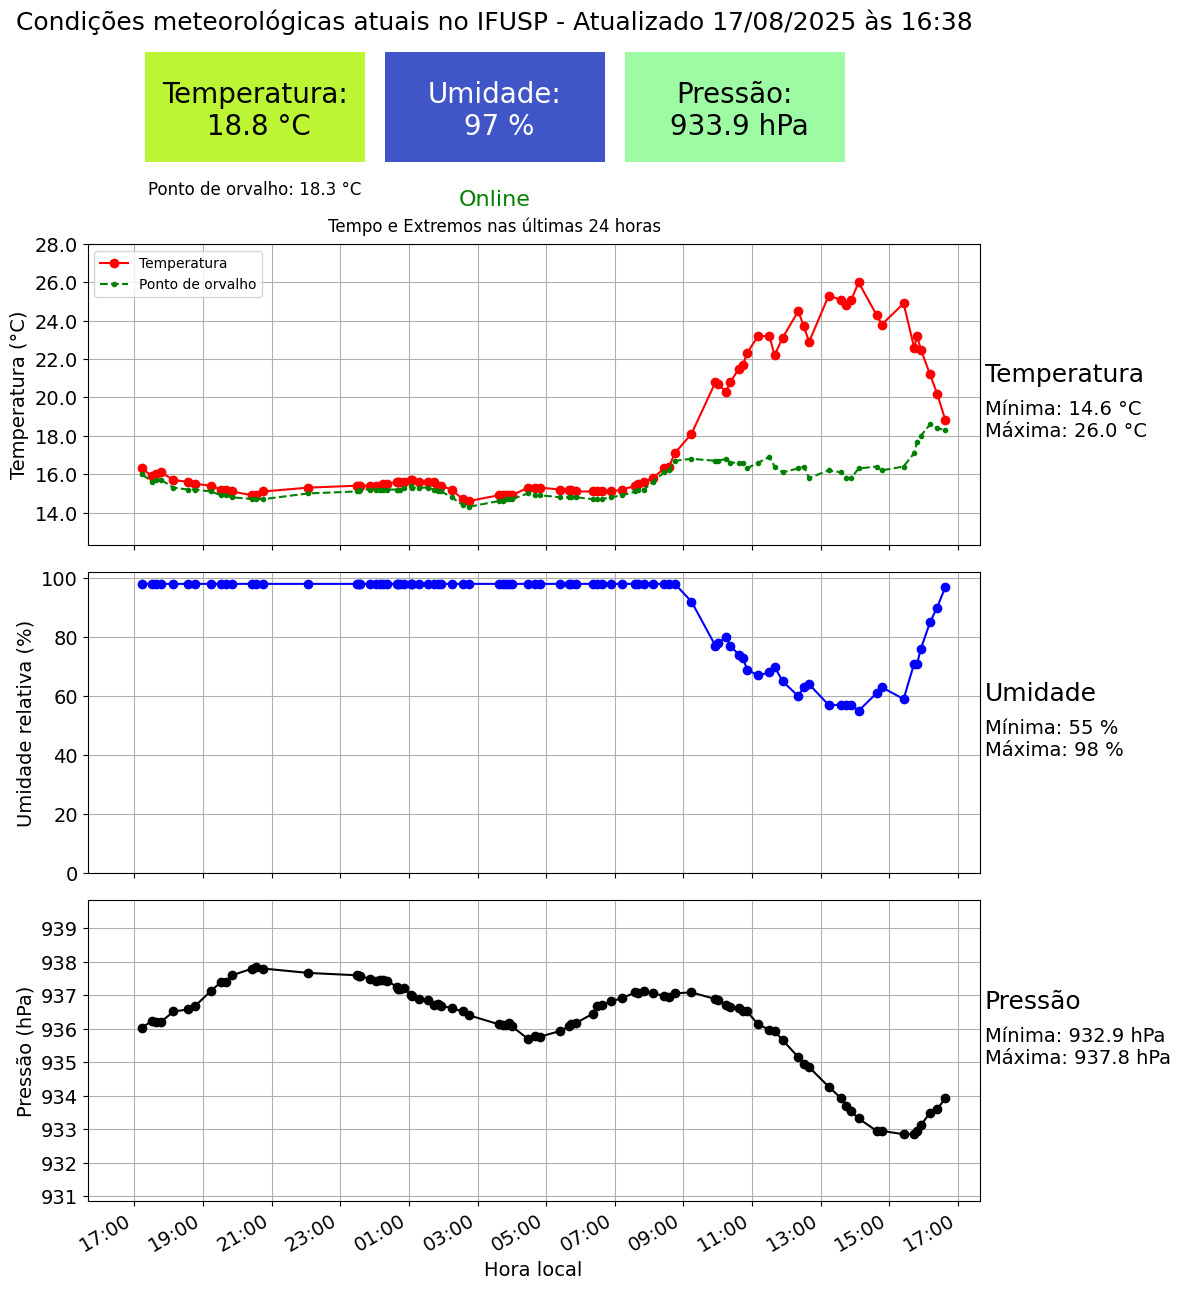 Condições meteorológicas atuais no IFUSP - Atualizado 17/08/2025 às 16:38
Temperatura:
18.8 °C
Umidade:
97 %
Pressão:
933.9 hPa
Ponto de orvalho: 18.3 °C
Online
Tempo e Extremos nas últimas 24 horas
Temperatura (°C)
28.0
26.0
24.0
22.0
20.0
18.0
16.0
14.0
Temperatura
Ponto de orvalho
Temperatura
Mínima: 14.6 °C
Máxima: 26.0 °C
Umidade relativa (%)
100
80
60
40
20
0
Umidade
Mínima: 55 %
Máxima: 98 %
Pressão (hPa)
939
938
937
936
935
934
933
932
931
Pressão
Mínima: 932.9 hPa
Máxima: 937.8 hPa
17:00 19:00 21:00 23:00 01:00 03:00 05:00 07:00 09:00 11:00 13:00 15:00 17:00
Hora local